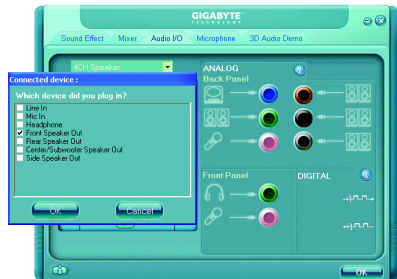 GIGABYTE
TECHNOLOGY
Sound Effect Mixer Audio I/O Microphone 3D Audio Demo
4CH Speaker
ANALOG
Back Panel
Connected device :
Which device did you plug in?
Line In
Mic In
Headphone
Front Speaker Out
Rear Speaker Out
Center/Subwoofer Speaker Out
Side Speaker Out
OK Cancel
Front Panel
DIGITAL
OK